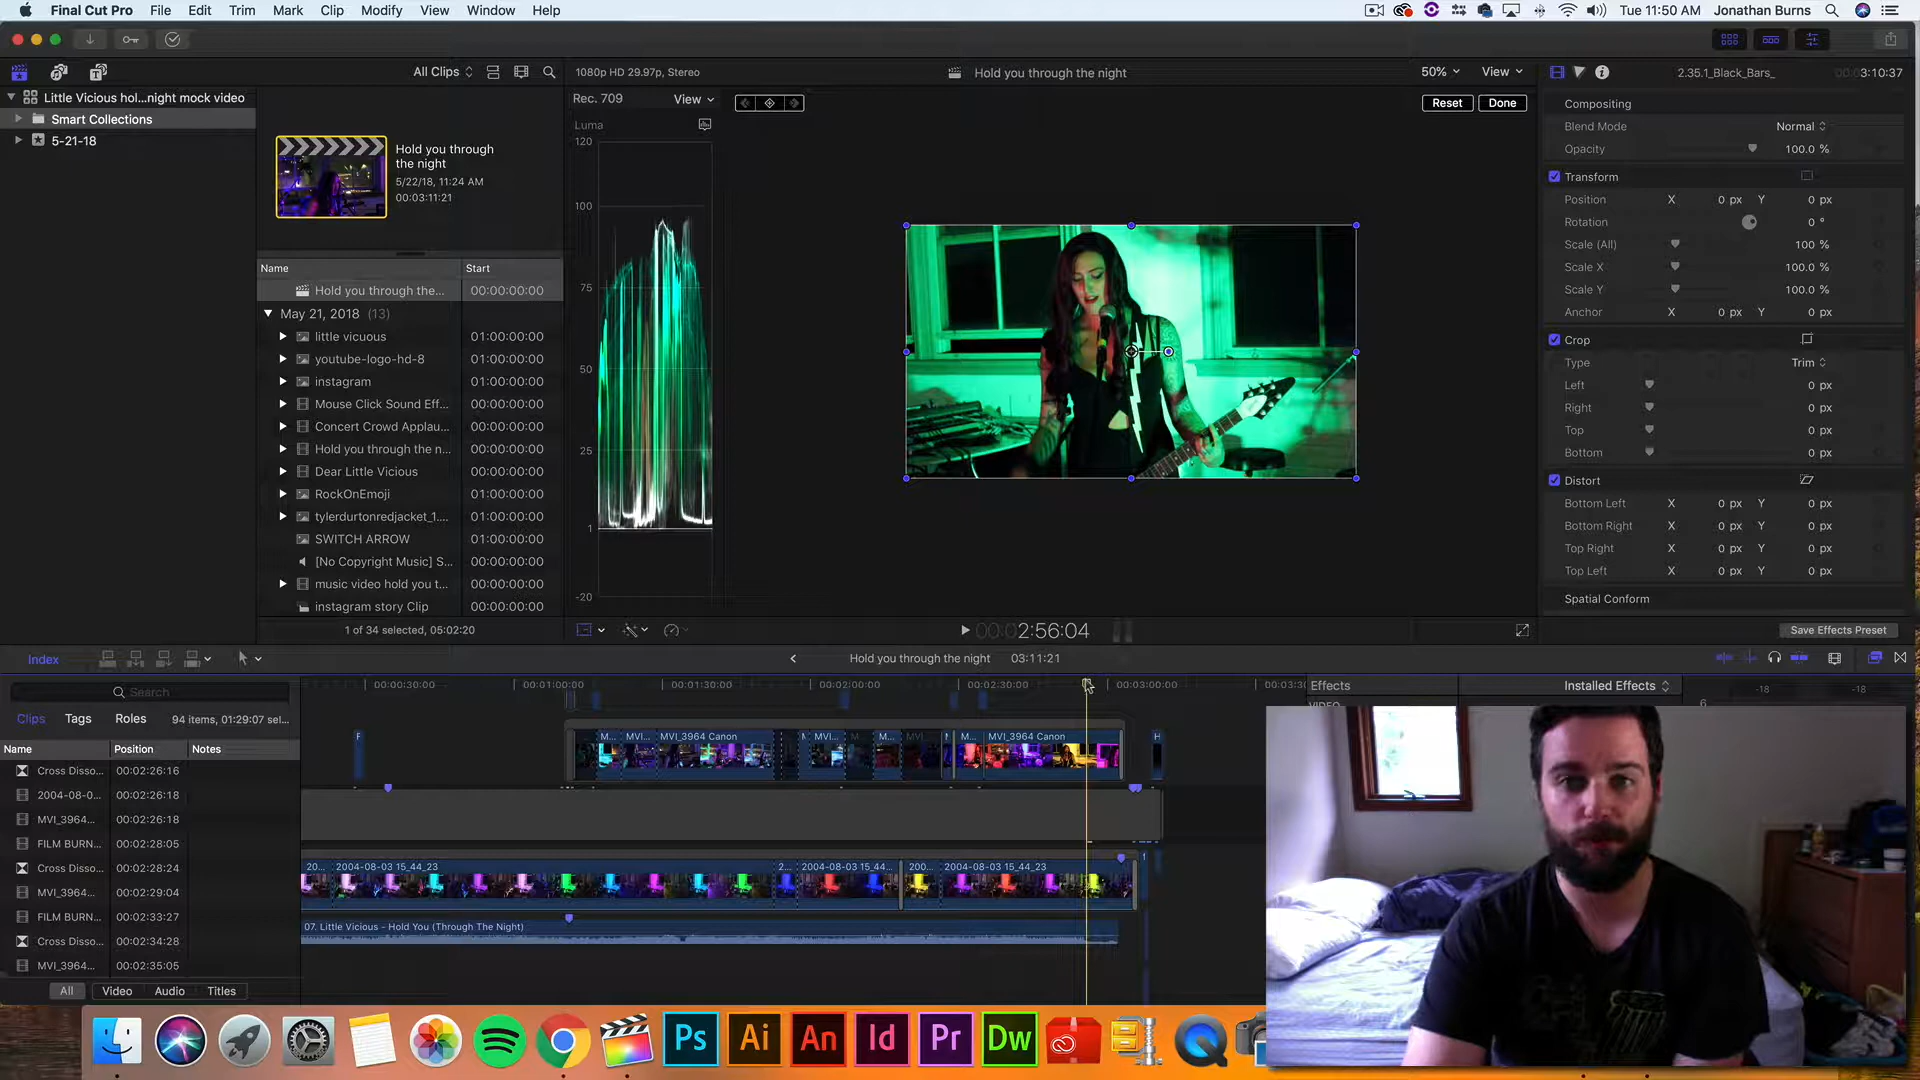 Final Cut Pro File Edit Trim Mark Clip Modify View Window Help
Tue 11:50 AM Jonathan Burns
All Clips
1080p HD 29.97p, Stereo
Hold you through the night
50% View
2.35.1_Black_Bars_
3:10:37
Little Vicious hol...night mock video
Smart Collections
5-21-18
Hold you through
the night
5/22/18, 11:24 AM
00:03:11:21
Rec. 709 View
Luma
120
100
75
50
25
1
-20
Reset Done
Name Start
Hold you through the... 00:00:00:00
May 21, 2018 (13)
little vicuous 01:00:00:00
youtube-logo-hd-8 01:00:00:00
instagram 01:00:00:00
Mouse Click Sound Eff... 00:00:00:00
Concert Crowd Applau... 00:00:00:00
Hold you through the n... 00:00:00:00
Dear Little Vicious 00:00:00:00
RockOnEmoji 01:00:00:00
tylerdurtonredjacket_1.... 01:00:00:00
SWITCH ARROW 00:00:00:00
[No Copyright Music] S... 00:00:00:00
music video hold you t... 00:00:00:00
instagram story Clip 00:00:00:00
1 of 34 selected, 05:02:20
00:00 2:56:04
Compositing
Blend Mode Normal
Opacity 100.0 %
Transform
Position X 0 px Y 0 px
Rotation 0 °
Scale (All) 100 %
Scale X 100.0 %
Scale Y 100.0 %
Anchor X 0 px Y 0 px
Crop
Type Trim
Left 0 px
Right 0 px
Top 0 px
Bottom 0 px
Distort
Bottom Left X 0 px Y 0 px
Bottom Right X 0 px Y 0 px
Top Right X 0 px Y 0 px
Top Left X 0 px Y 0 px
Spatial Conform
Save Effects Preset
Index
Hold you through the night 03:11:21
Search
Clips Tags Roles 94 items, 01:29:07 sel...
Name Position Notes
Cross Disso... 00:02:26:16
2004-08-0... 00:02:26:18
MVI_3964... 00:02:26:18
FILM BURN... 00:02:28:05
Cross Disso... 00:02:28:24
MVI_3964... 00:02:29:04
FILM BURN... 00:02:33:27
Cross Disso... 00:02:34:28
MVI_3964... 00:02:35:05
All Video Audio Titles
00:00:30:00 00:01:00:00 00:01:30:00 00:02:00:00 00:02:30:00 00:03:00:00 00:03:3
Effects Installed Effects
VIDEO
-18 -18
6
F M... MVI... MVI_3964 Canon M MVI... M M... MVI M... MVI_3964 Canon H
20... 2004-08-03 15_44_23 2... 2004-08-03 15_44... 200... 2004-08-03 15_44_23
07. Little Vicious - Hold You (Through The Night)
Ps Ai An Id Pr Dw